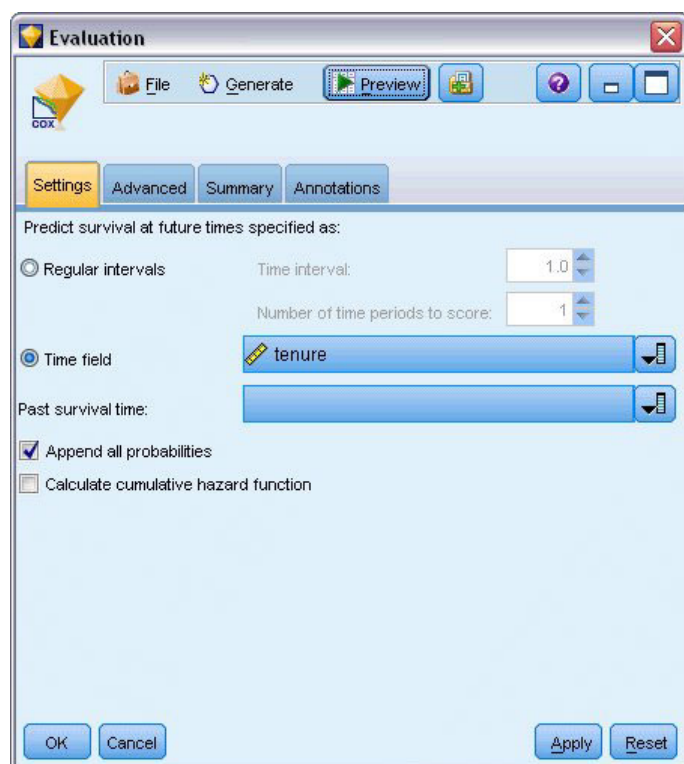 Evaluation
COX
File
Generate
Preview
Settings
Advanced
Summary
Annotations
Predict survival at future times specified as:
Regular intervals
Time interval:
1.0
Number of time periods to score:
1
Time field
tenure
Past survival time:
Append all probabilities
Calculate cumulative hazard function
OK
Cancel
Apply
Reset